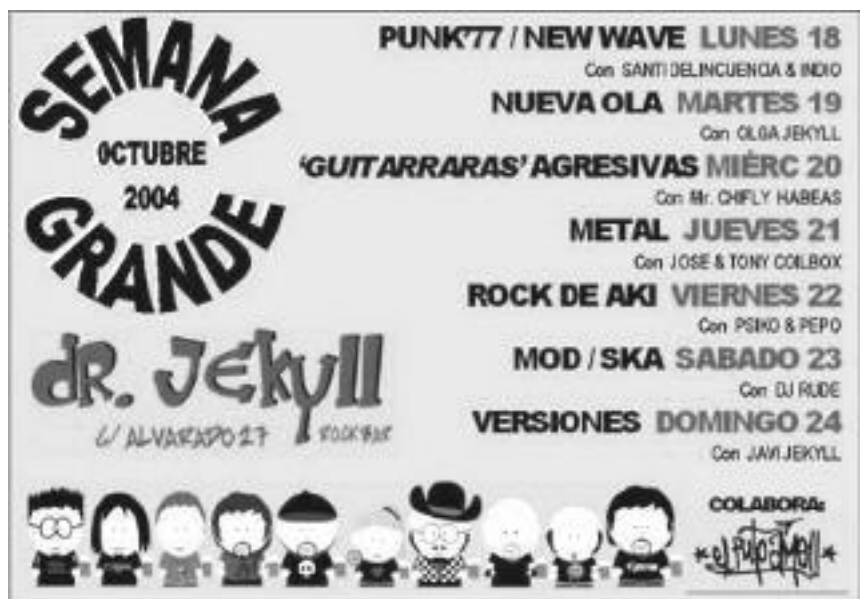 SEMANA
OCTUBRE
2004
GRANDE
dr. Jekyll
C/ ALVARADO 27 ROCKBAR
PUNK'77 / NEW WAVE LUNES 18
Con SANTI DELINCUENCIA & INDIO
NUEVA OLA MARTES 19
Con OLGA JEKYLL
'GUITARRARAS' AGRESIVAS MIÉRC 20
Con Mr. CHIFLY HABEAS
METAL JUEVES 21
Con JOSE & TONY COILBOX
ROCK DE AKI VIERNES 22
Con PSIKO & PEPO
MOD / SKA SABADO 23
Con DJ RUDE
VERSIONES DOMINGO 24
Con JAVI JEKYLL
COLABORA: